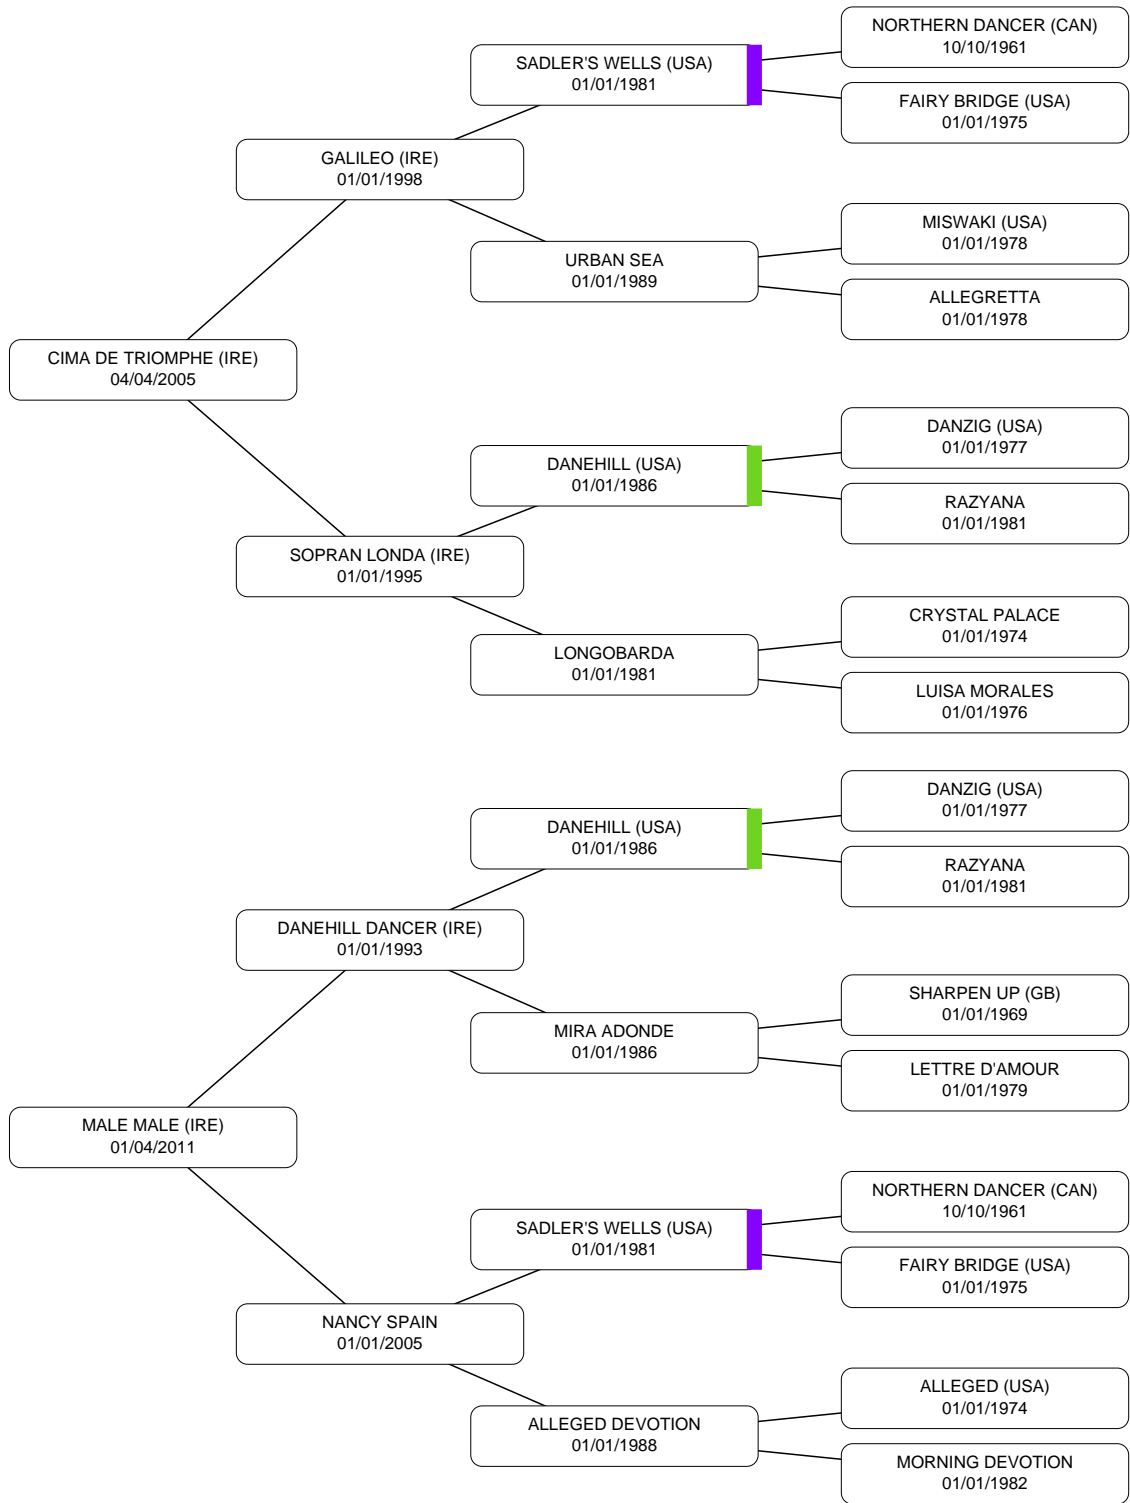 NORTHERN DANCER (CAN)
10/10/1961
SADLER'S WELLS (USA)
01/01/1981
FAIRY BRIDGE (USA)
01/01/1975
GALILEO (IRE)
01/01/1998
MISWAKI (USA)
01/01/1978
URBAN SEA
01/01/1989
ALLEGRETTA
01/01/1978
CIMA DE TRIOMPHE (IRE)
04/04/2005
DANZIG (USA)
01/01/1977
DANEHILL (USA)
01/01/1986
RAZYANA
01/01/1981
SOPRAN LONDA (IRE)
01/01/1995
CRYSTAL PALACE
01/01/1974
LONGOBARDA
01/01/1981
LUISA MORALES
01/01/1976
DANZIG (USA)
01/01/1977
DANEHILL (USA)
01/01/1986
RAZYANA
01/01/1981
DANEHILL DANCER (IRE)
01/01/1993
SHARPEN UP (GB)
01/01/1969
MIRA ADONDE
01/01/1986
LETTRE D'AMOUR
01/01/1979
MALE MALE (IRE)
01/04/2011
NORTHERN DANCER (CAN)
10/10/1961
SADLER'S WELLS (USA)
01/01/1981
FAIRY BRIDGE (USA)
01/01/1975
NANCY SPAIN
01/01/2005
ALLEGED (USA)
01/01/1974
ALLEGED DEVOTION
01/01/1988
MORNING DEVOTION
01/01/1982